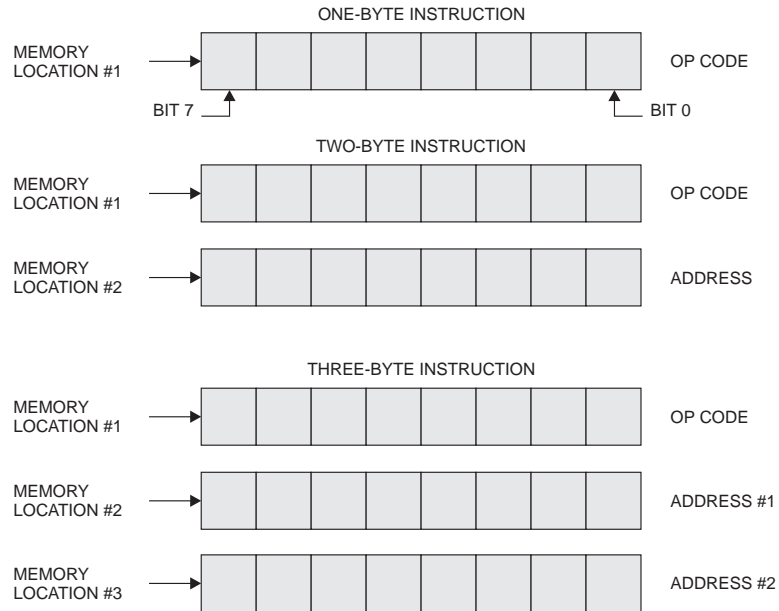 ONE-BYTE INSTRUCTION
MEMORY
LOCATION #1
OP CODE
BIT 7
BIT 0
TWO-BYTE INSTRUCTION
MEMORY
LOCATION #1
OP CODE
MEMORY
LOCATION #2
ADDRESS
THREE-BYTE INSTRUCTION
MEMORY
LOCATION #1
OP CODE
MEMORY
LOCATION #2
ADDRESS #1
MEMORY
LOCATION #3
ADDRESS #2